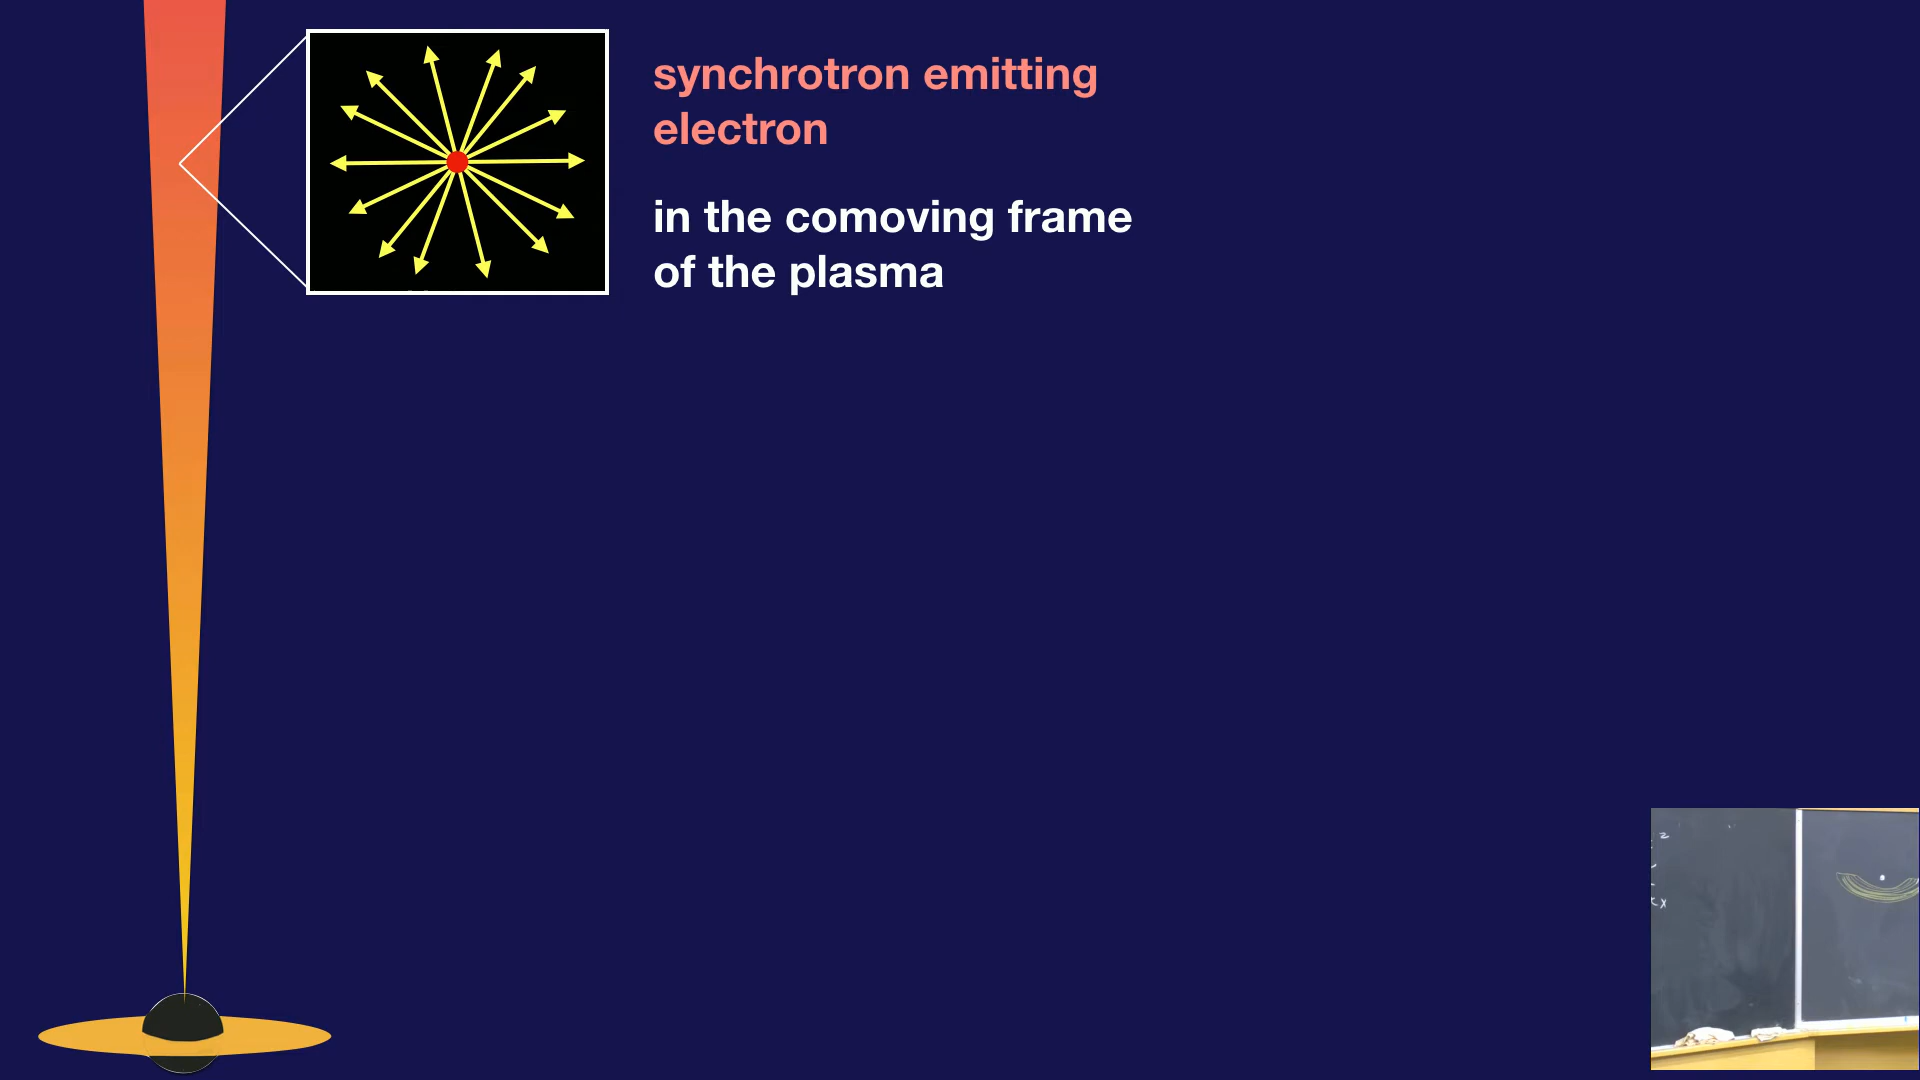 synchrotron emitting
electron
in the comoving frame
of the plasma